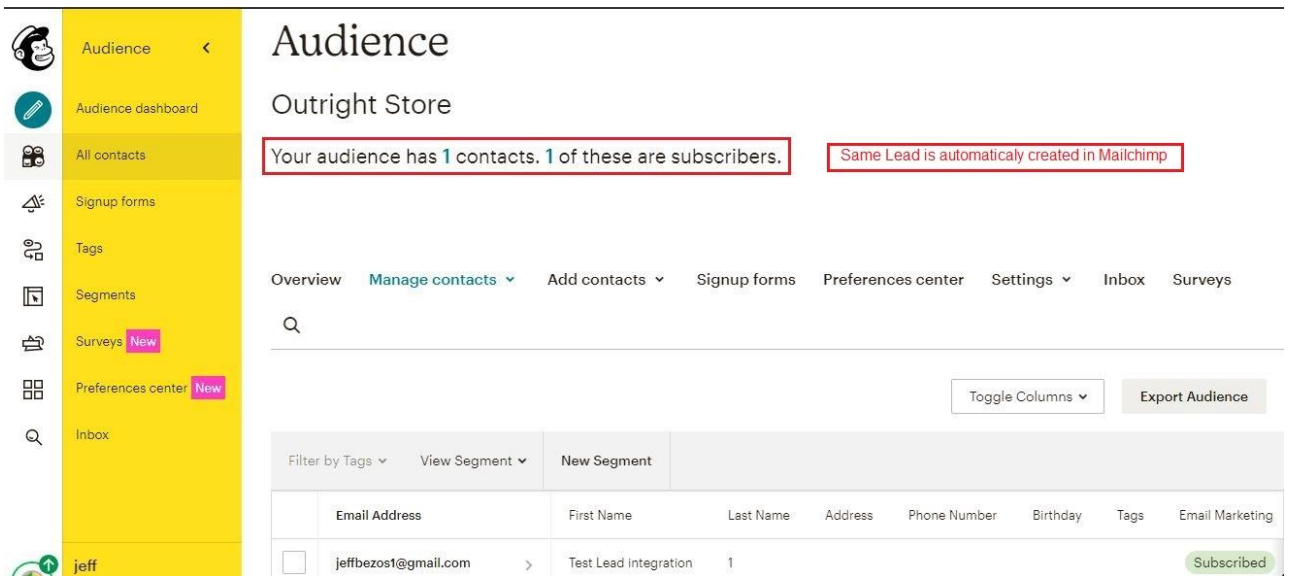 Audience
Audience dashboard
All contacts
Signup forms
Tags
Segments
Surveys New
Preferences center New
Inbox
jeff
Audience
Outright Store
Your audience has 1 contacts. 1 of these are subscribers.
Same Lead is automaticaly created in Mailchimp
Overview Manage contacts Add contacts Signup forms Preferences center Settings Inbox Surveys
Toggle Columns Export Audience
Filter by Tags View Segment New Segment
Email Address First Name Last Name Address Phone Number Birthday Tags Email Marketing
jeffbezos1@gmail.com Test Lead integration 1 Subscribed